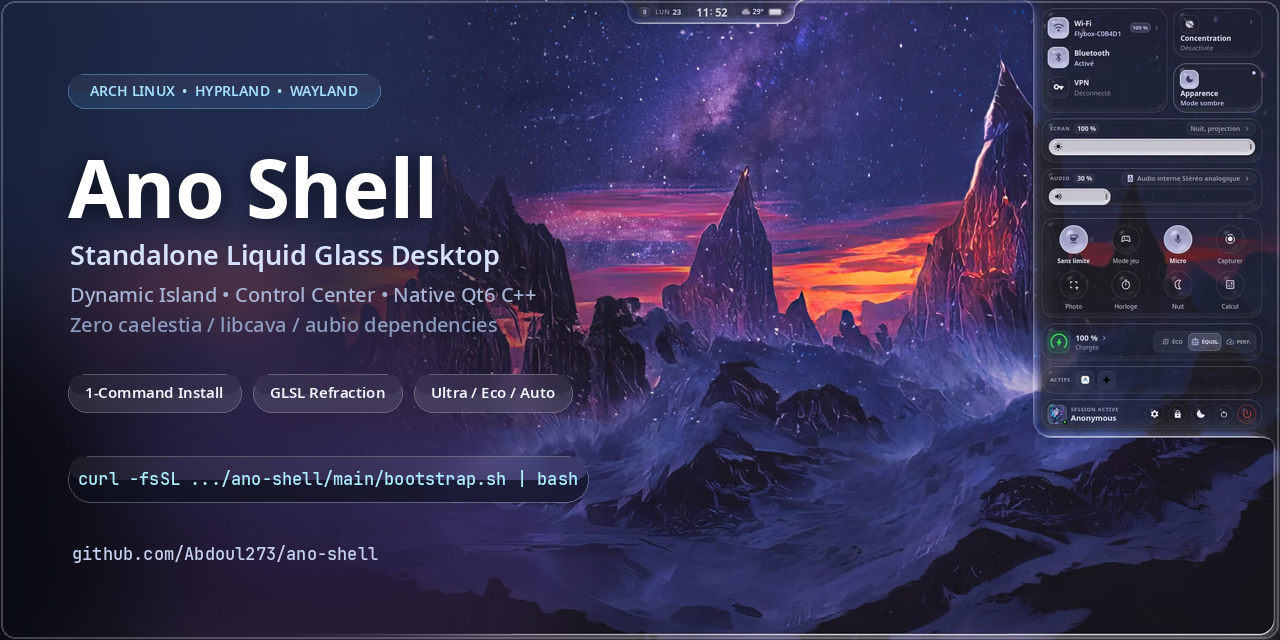 8 LUN 23 11:52 29°
ARCH LINUX • HYPRLAND • WAYLAND
Ano Shell
Standalone Liquid Glass Desktop
Dynamic Island • Control Center • Native Qt6 C++
Zero caelestia / libcava / aubio dependencies
1-Command Install
GLSL Refraction
Ultra / Eco / Auto
curl -fsSL .../ano-shell/main/bootstrap.sh | bash
github.com/Abdoul273/ano-shell
Wi-Fi
Flybox-C0B4D1
100 %
Bluetooth
Activé
VPN
Déconnecté
Concentration
Désactivée
Apparence
Mode sombre
ÉCRAN 100 % Nuit, projection
AUDIO 30 % Audio interne Stéréo analogique
Sans limite Mode jeu Micro Capturer
Photo Horloge Nuit Calcul
100 %
Chargée
ÉCO ÉQUIL. PERF.
ACTIFS
SESSION ACTIVE
Anonymous